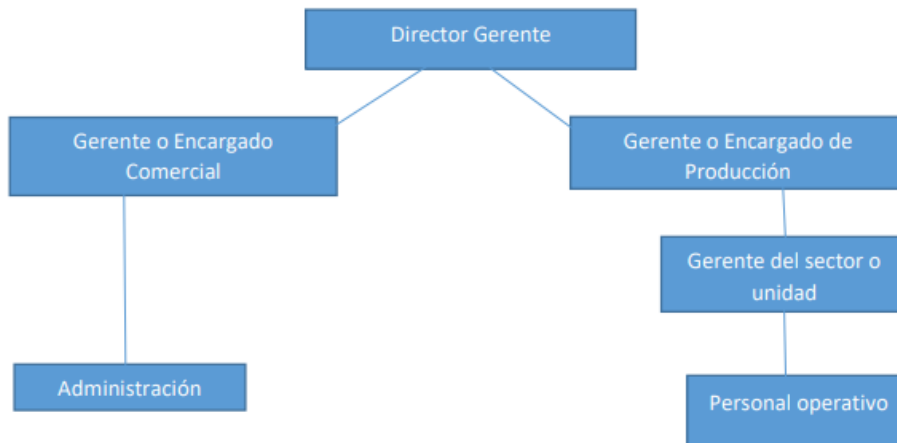 Director Gerente
Gerente o Encargado
Comercial
Gerente o Encargado de
Producción
Gerente del sector o
unidad
Administración
Personal operativo